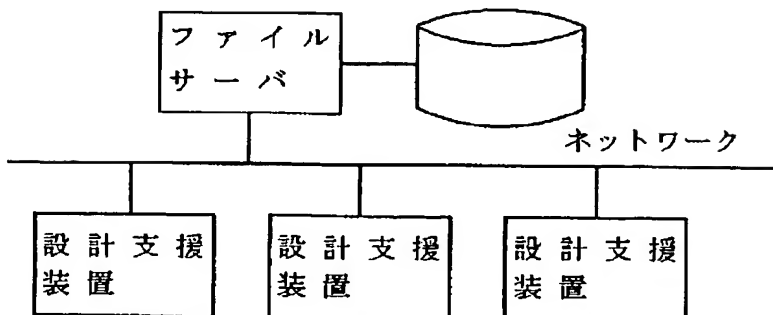 ファイル
サーバ
ネットワーク
設計支援
装置
設計支援
装置
設計支援
装置